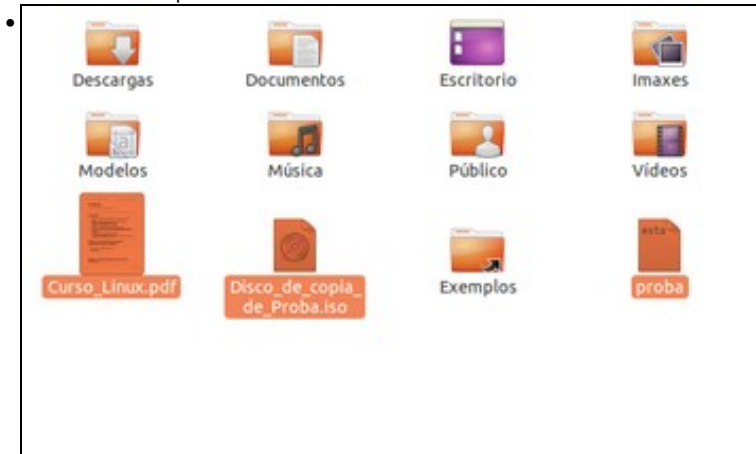 Descargas
Documentos
Escritorio
Imaxes
Modelos
Música
Público
Vídeos
Curso_Linux.pdf
Disco_de_copia_
de_Proba.iso
Exemplos
proba